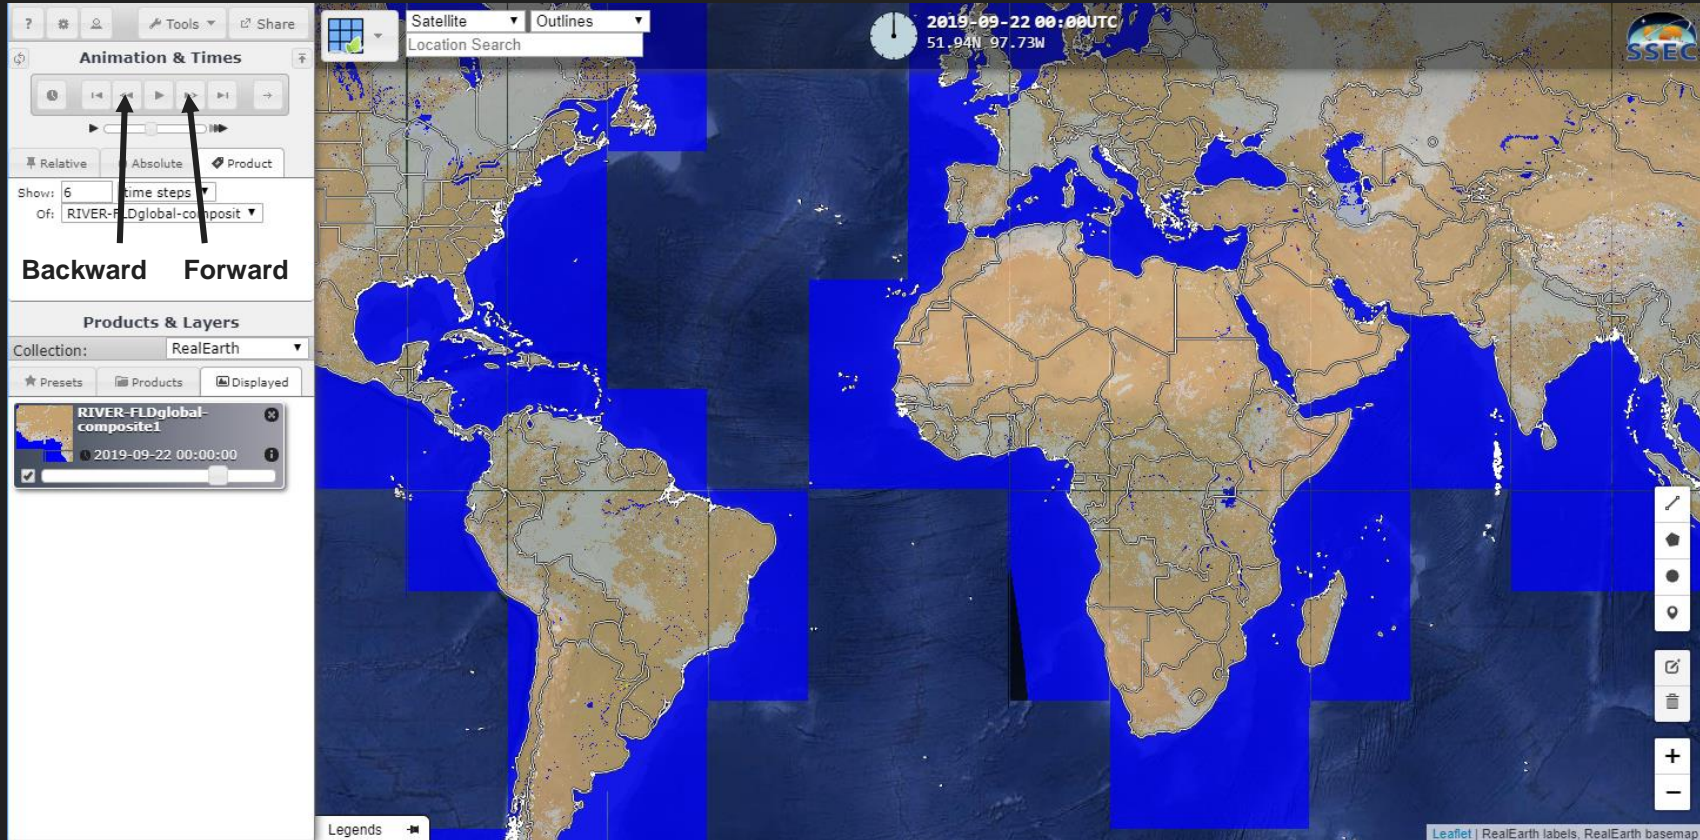 ? Tools Share
Animation & Times
Relative Absolute Product
Show: 6 time steps
Of: RIVER-FLDglobal-composit
Backward Forward
Products & Layers
Collection: RealEarth
Presets Products Displayed
RIVER-FLDglobal-
composite1
2019-09-22 00:00:00
Satellite Outlines
Location Search
2019-09-22 00:00UTC
51.94N 97.73W
SSEC
+
−
Legends
Leaflet | RealEarth labels, RealEarth basemap